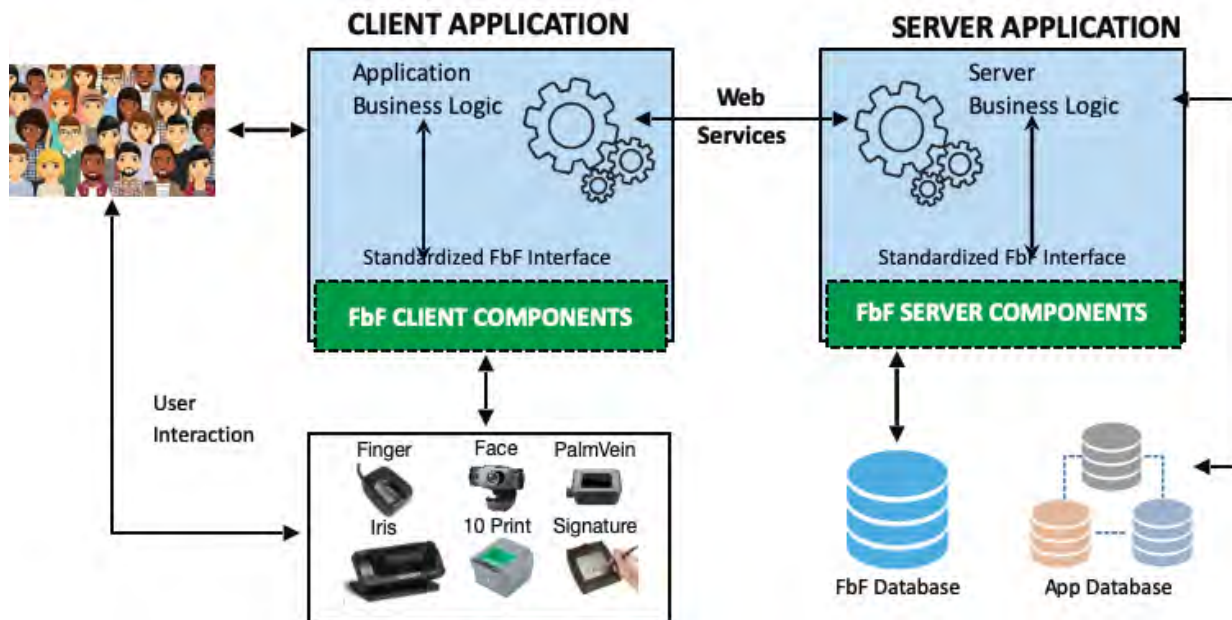 CLIENT APPLICATION
SERVER APPLICATION
Application
Business Logic
Standardized FbF Interface
FbF CLIENT COMPONENTS
Web
Services
Server
Business Logic
Standardized FbF Interface
FbF SERVER COMPONENTS
User
Interaction
Finger
Face
PalmVein
Iris
10 Print
Signature
FbF Database
App Database